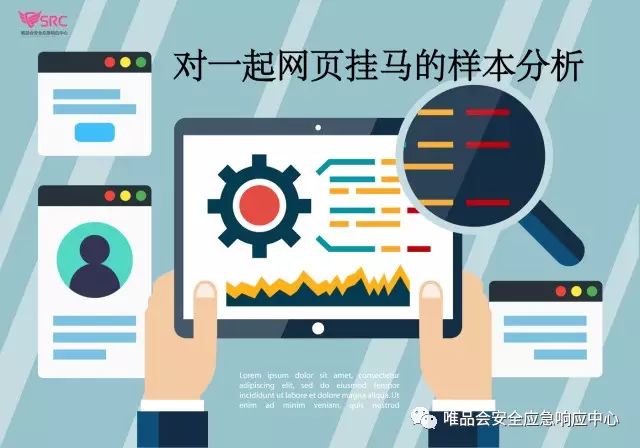 SRC
唯品会安全应急响应中心
对一起网页挂马的样本分析
Lorem ipsum dolor sit amet, consectetur
adipiscing elit, sed do eiusmod tempor
incididunt ut labore et dolore magna aliqua.
Ut enim ad minim veniam, quis nostrud
唯品会安全应急响应中心